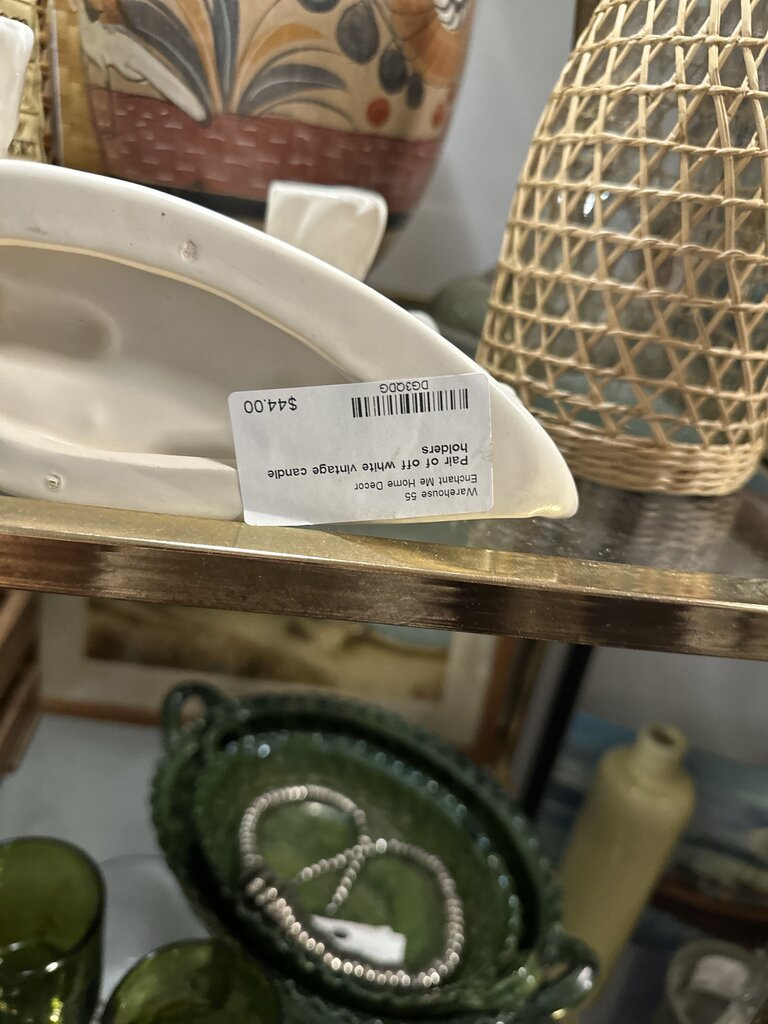 Warehouse 55
Enchant Me Home Decor
Pair of off white vintage candle
holders
$44.00
DG3QDG